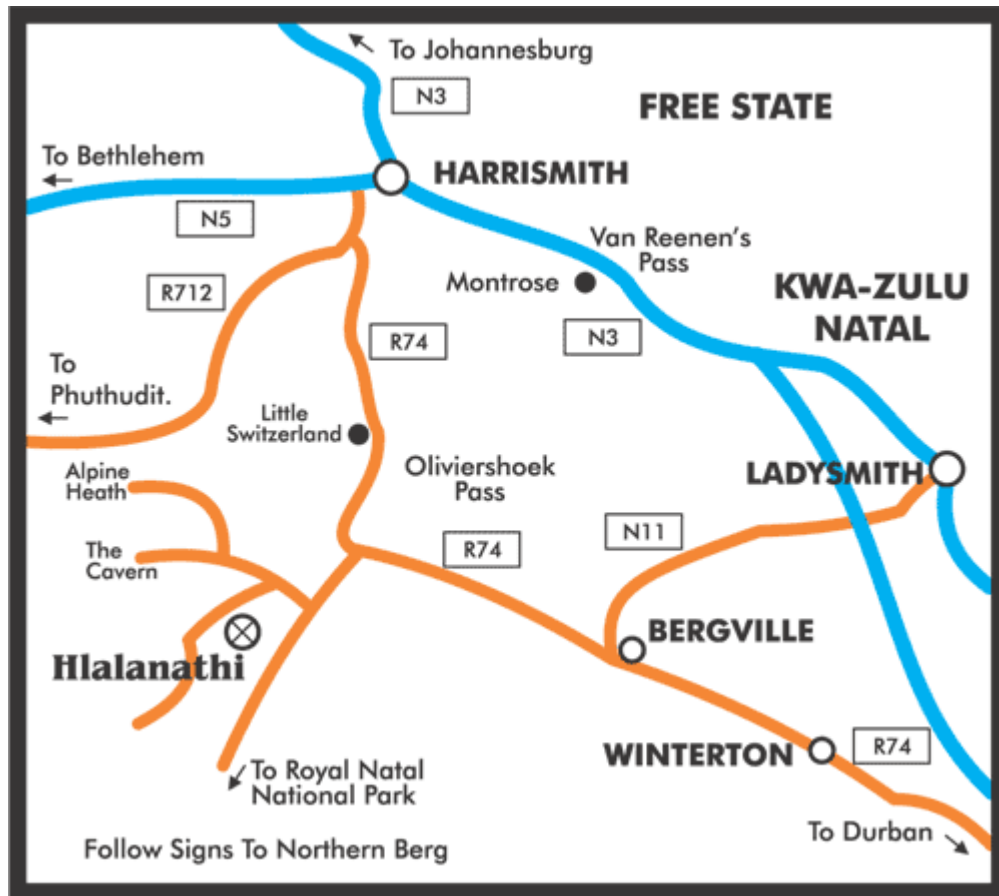 To Johannesburg
N3
FREE STATE
To Bethlehem
HARRISMITH
N5
Van Reenen's
Pass
Montrose
KWA-ZULU
NATAL
R712
N3
R74
To
Phuthudit.
Little
Switzerland
Oliviershoek
Pass
LADYSMITH
Alpine
Heath
N11
R74
The
Cavern
BERGVILLE
Hlalanathi
WINTERTON
R74
To Royal Natal
National Park
To Durban
Follow Signs To Northern Berg